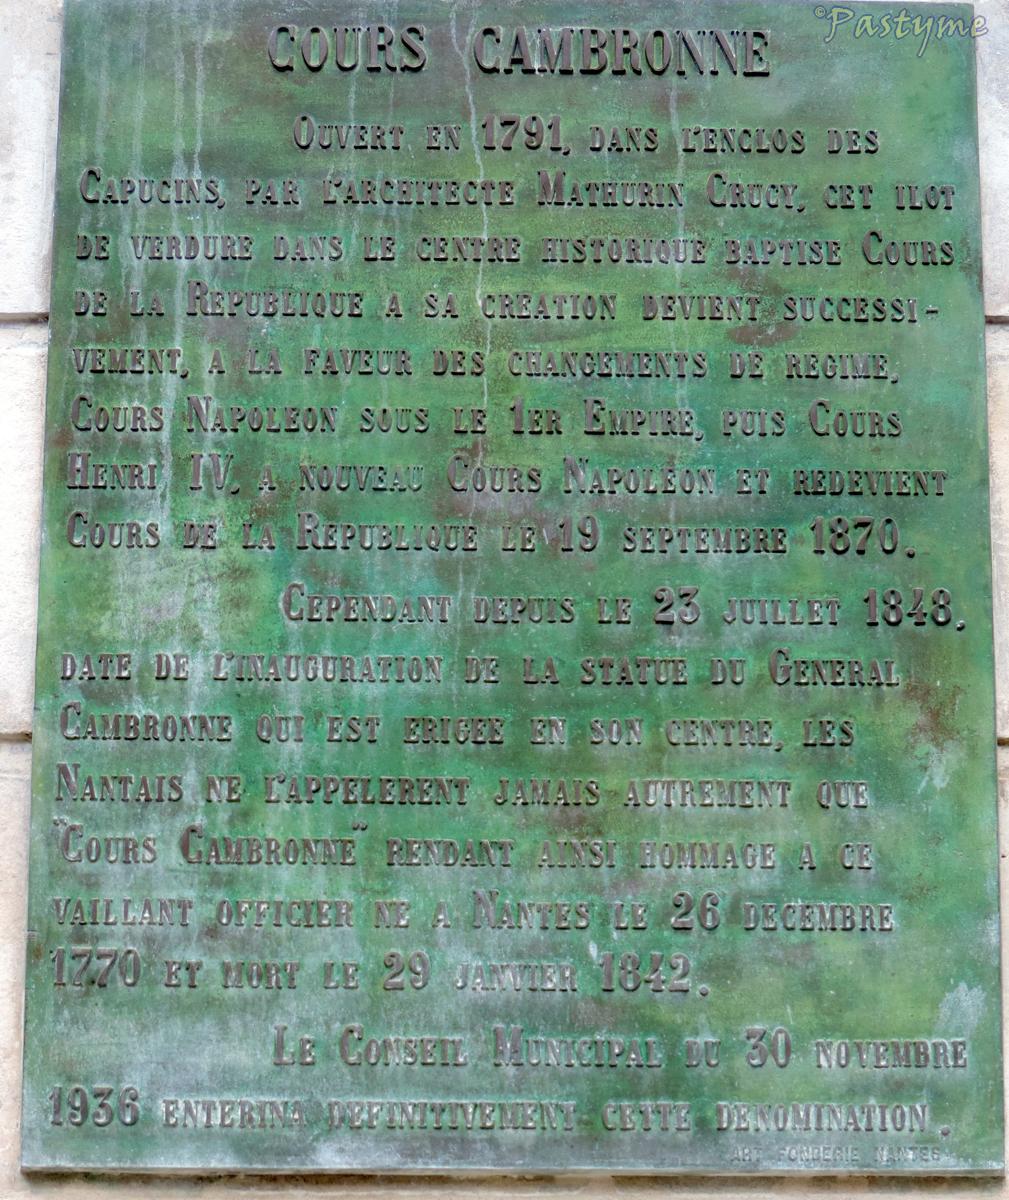 ©Pastyme
COURS CAMBRONNE
OUVERT EN 1791, DANS L'ENCLOS DES
CAPUCINS, PAR L'ARCHITECTE MATHURIN CRUCY, CET ILOT
DE VERDURE DANS LE CENTRE HISTORIQUE BAPTISE COURS
DE LA REPUBLIQUE A SA CREATION DEVIENT SUCCESSI-
VEMENT, A LA FAVEUR DES CHANGEMENTS DE REGIME,
COURS NAPOLEON SOUS LE 1ER EMPIRE, PUIS COURS
HENRI IV, A NOUVEAU COURS NAPOLÉON ET REDEVIENT
COURS DE LA REPUBLIQUE LE 19 SEPTEMBRE 1870.
CEPENDANT DEPUIS LE 23 JUILLET 1848,
DATE DE L'INAUGURATION DE LA STATUE DU GENERAL
CAMBRONNE QUI EST ERIGEE EN SON CENTRE, LES
NANTAIS NE L'APPELERENT JAMAIS AUTREMENT QUE
"COURS CAMBRONNE" RENDANT AINSI HOMMAGE A CE
VAILLANT OFFICIER NE A NANTES LE 26 DECEMBRE
1770 ET MORT LE 29 JANVIER 1842.
LE CONSEIL MUNICIPAL DU 30 NOVEMBRE
1936 ENTERINA DEFINITIVEMENT CETTE DENOMINATION.
ART FONDERIE NANTES